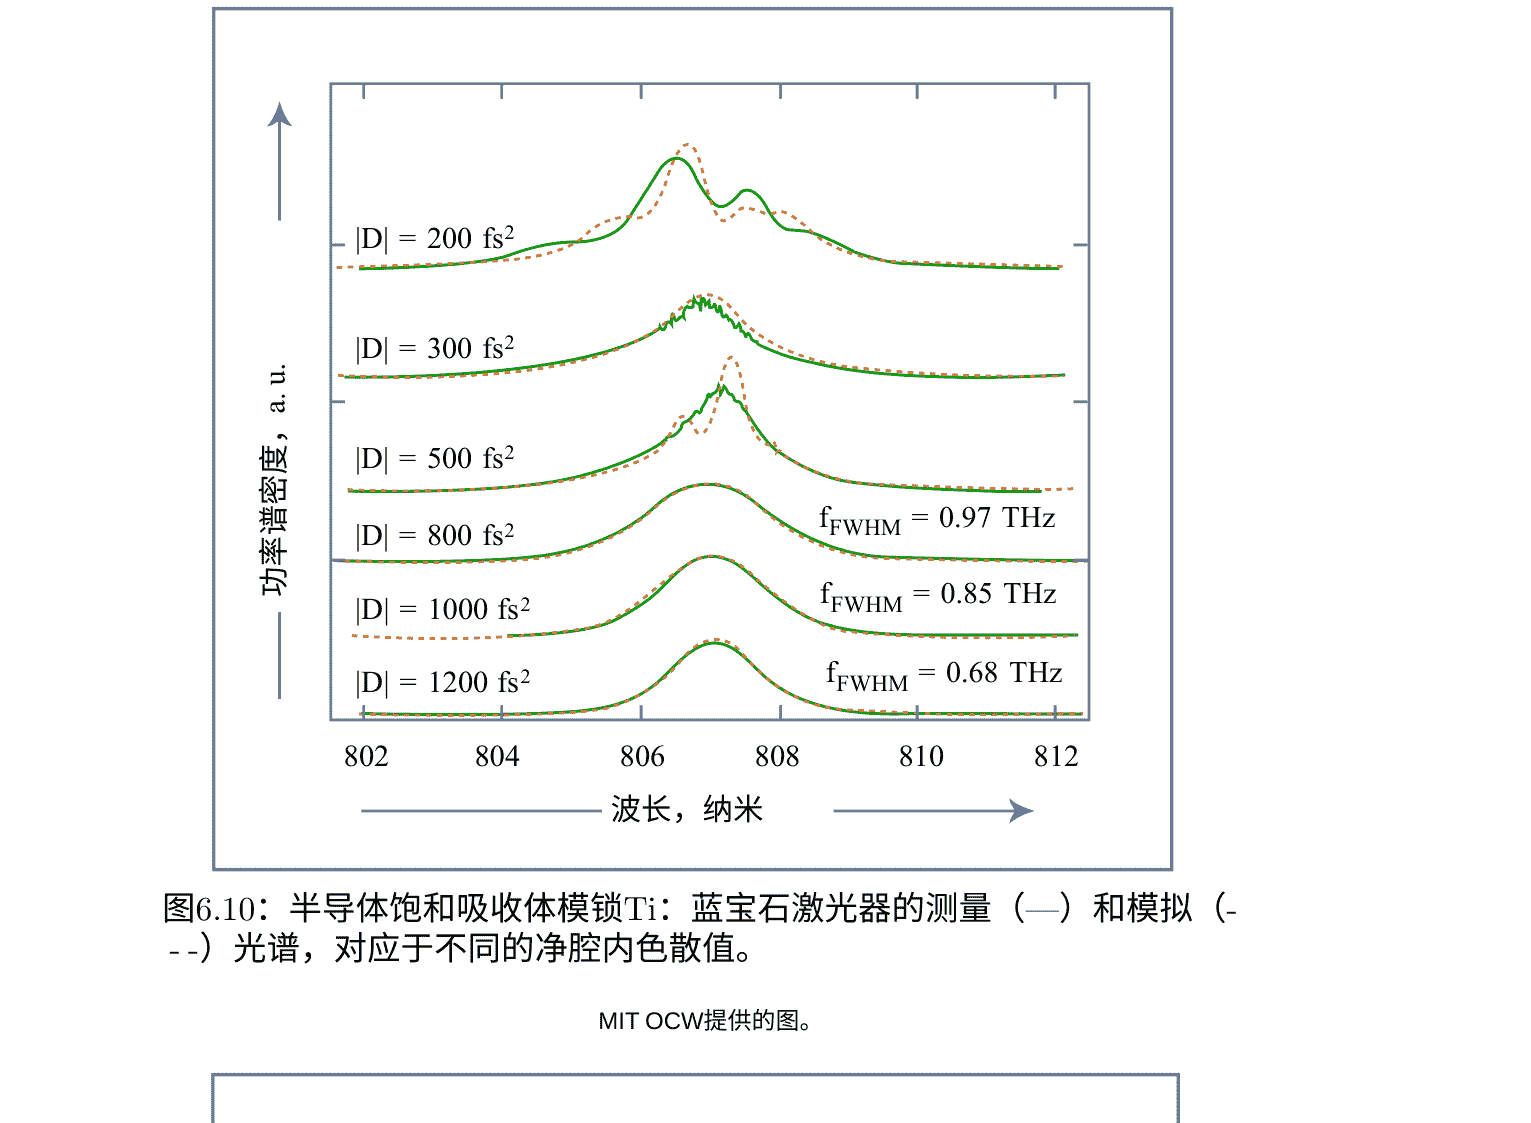 |D| = 200 fs²
|D| = 300 fs²
|D| = 500 fs²
|D| = 800 fs²
fFWHM = 0.97 THz
|D| = 1000 fs²
fFWHM = 0.85 THz
|D| = 1200 fs²
fFWHM = 0.68 THz
功率谱密度，a. u.
802 804 806 808 810 812
波长，纳米
图6.10：半导体饱和吸收体模锁Ti：蓝宝石激光器的测量（—）和模拟（-
- -）光谱，对应于不同的净腔内色散值。
MIT OCW提供的图。